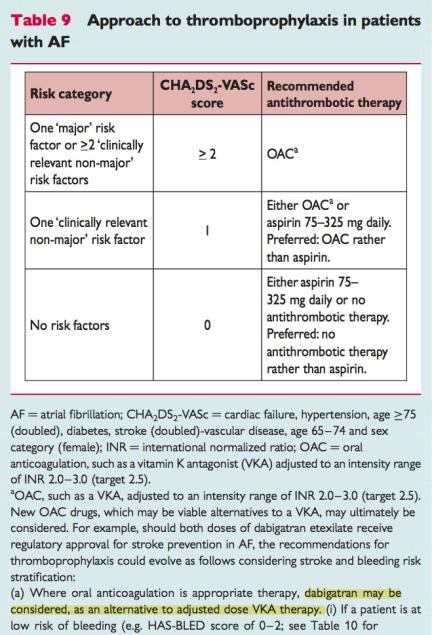 Table 9 Approach to thromboprophylaxis in patients
with AF
Risk category
CHA₂DS₂-VASc
score
Recommended
antithrombotic therapy
One ‘major’ risk
factor or ≥2 ‘clinically
relevant non-major’
risk factors
≥ 2
OACᵃ
One ‘clinically relevant
non-major’ risk factor
1
Either OACᵃ or
aspirin 75–325 mg daily.
Preferred: OAC rather
than aspirin.
No risk factors
0
Either aspirin 75–
325 mg daily or no
antithrombotic therapy.
Preferred: no
antithrombotic therapy
rather than aspirin.
AF = atrial fibrillation; CHA₂DS₂-VASc = cardiac failure, hypertension, age ≥75
(doubled), diabetes, stroke (doubled)-vascular disease, age 65–74 and sex
category (female); INR = international normalized ratio; OAC = oral
anticoagulation, such as a vitamin K antagonist (VKA) adjusted to an intensity range
of INR 2.0–3.0 (target 2.5).
ᵃOAC, such as a VKA, adjusted to an intensity range of INR 2.0–3.0 (target 2.5).
New OAC drugs, which may be viable alternatives to a VKA, may ultimately be
considered. For example, should both doses of dabigatran etexilate receive
regulatory approval for stroke prevention in AF, the recommendations for
thromboprophylaxis could evolve as follows considering stroke and bleeding risk
stratification:
(a) Where oral anticoagulation is appropriate therapy, dabigatran may be
considered, as an alternative to adjusted dose VKA therapy. (i) If a patient is at
low risk of bleeding (e.g. HAS-BLED score of 0–2; see Table 10 for